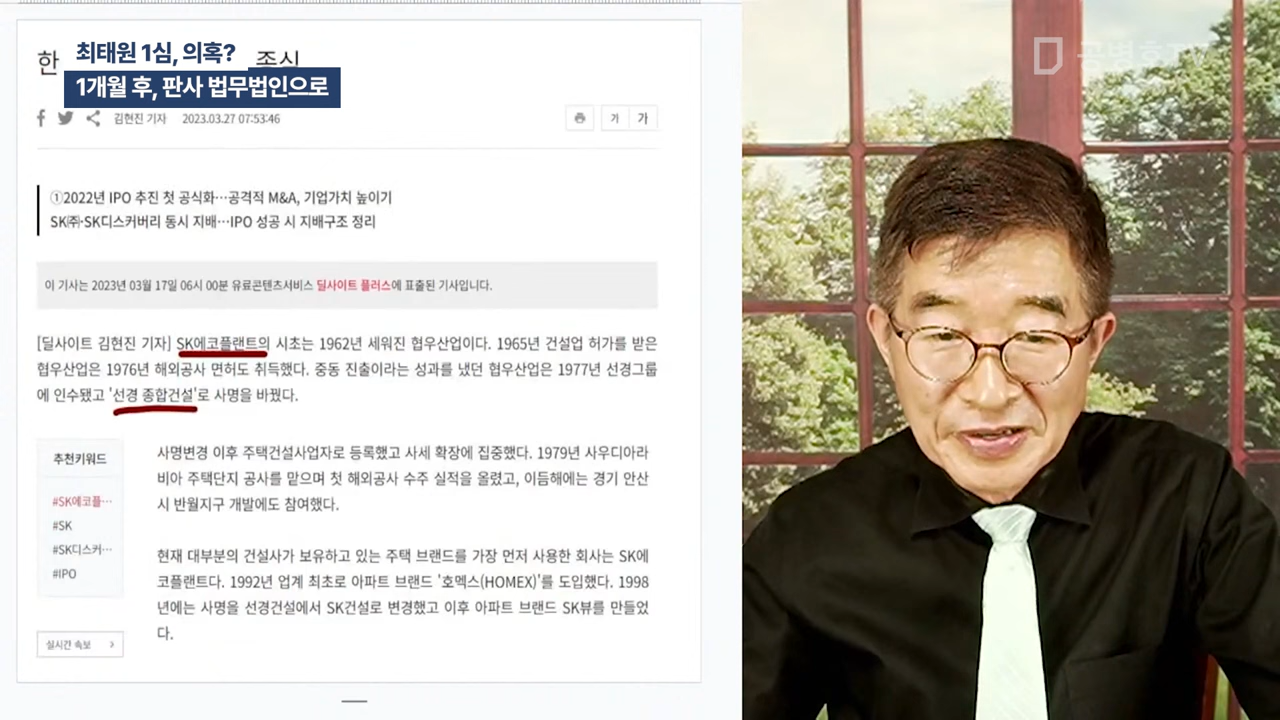 최태원 1심, 의혹?
1개월 후, 판사 법무법인으로
한
공병호TV
김현진 기자 2023.03.27 07:53:46
가 가
①2022년 IPO 추진 첫 공식화…공격적 M&A, 기업가치 높이기
SK㈜·SK디스커버리 동시 지배…IPO 성공 시 지배구조 정리
이 기사는 2023년 03월 17일 06시 00분 유료콘텐츠서비스 딜사이트 플러스에 표출된 기사입니다.
[딜사이트 김현진 기자] SK에코플랜트의 시초는 1962년 세워진 협우산업이다. 1965년 건설업 허가를 받은
협우산업은 1976년 해외공사 면허도 취득했다. 중동 진출이라는 성과를 냈던 협우산업은 1977년 선경그룹
에 인수됐고 '선경 종합건설'로 사명을 바꿨다.
추천키워드
#SK에코플…
#SK
#SK디스커…
#IPO
실시간 속보 >
사명변경 이후 주택건설사업자로 등록했고 사세 확장에 집중했다. 1979년 사우디아라
비아 주택단지 공사를 맡으며 첫 해외공사 수주 실적을 올렸고, 이듬해에는 경기 안산
시 반월지구 개발에도 참여했다.
현재 대부분의 건설사가 보유하고 있는 주택 브랜드를 가장 먼저 사용한 회사는 SK에
코플랜트다. 1992년 업계 최초로 아파트 브랜드 '호멕스(HOMEX)'를 도입했다. 1998
년에는 사명을 선경건설에서 SK건설로 변경했고 이후 아파트 브랜드 SK뷰를 만들었
다.